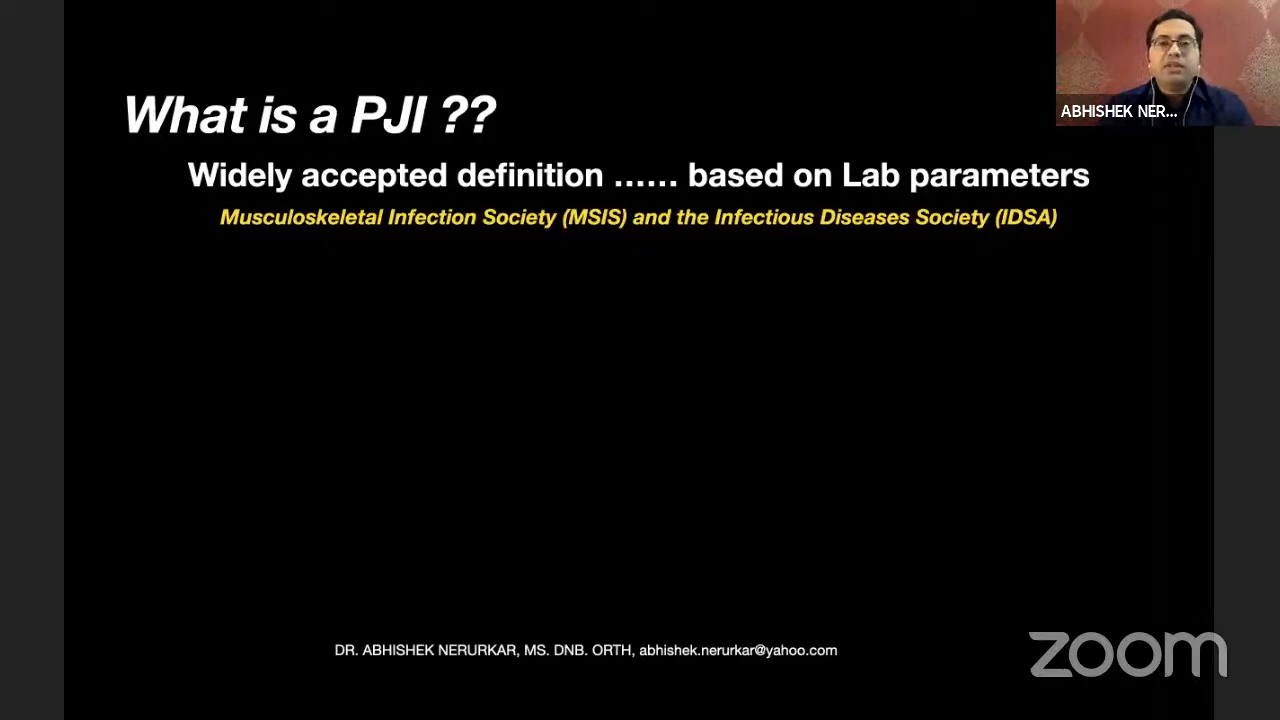 What is a PJI ??
Widely accepted definition ...... based on Lab parameters
Musculoskeletal Infection Society (MSIS) and the Infectious Diseases Society (IDSA)
ABHISHEK NER...
DR. ABHISHEK NERURKAR, MS. DNB. ORTH, abhishek.nerurkar@yahoo.com
zoom